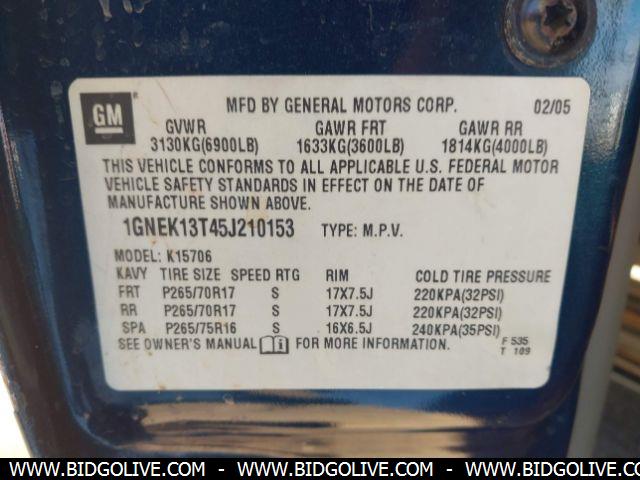 GM
MFD BY GENERAL MOTORS CORP. 02/05
GVWR GAWR FRT GAWR RR
3130KG(6900LB) 1633KG(3600LB) 1814KG(4000LB)
THIS VEHICLE CONFORMS TO ALL APPLICABLE U.S. FEDERAL MOTOR
VEHICLE SAFETY STANDARDS IN EFFECT ON THE DATE OF
MANUFACTURE SHOWN ABOVE.
1GNEK13T45J210153 TYPE: M.P.V.
MODEL: K15706
KAVY TIRE SIZE SPEED RTG RIM COLD TIRE PRESSURE
FRT P265/70R17 S 17X7.5J 220KPA(32PSI)
RR P265/70R17 S 17X7.5J 220KPA(32PSI)
SPA P265/75R16 S 16X6.5J 240KPA(35PSI)
SEE OWNER'S MANUAL FOR MORE INFORMATION. F 535
T 109
WWW.BIDGOLIVE.COM - WWW.BIDGOLIVE.COM - WWW.BIDGOLIVE.COM - WWW.BIDGOLIVE.COM